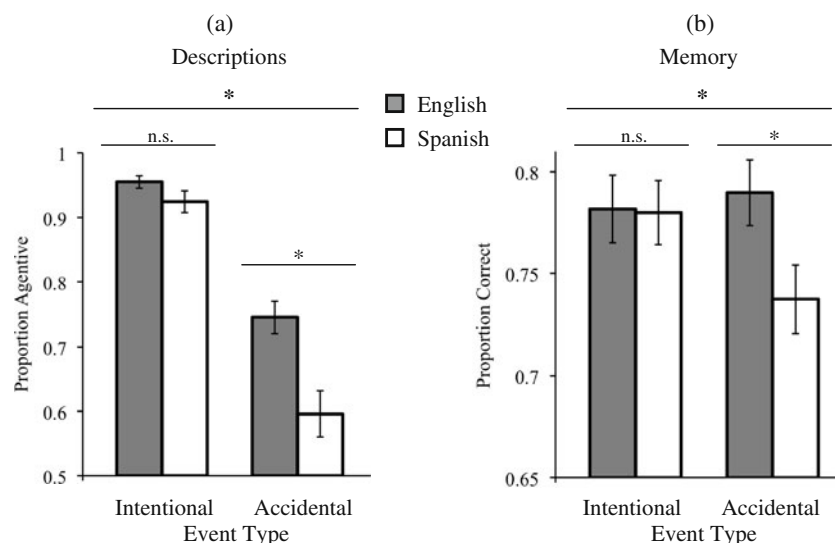 (a)
Descriptions
*
n.s.
*
1
0.9
0.8
0.7
0.6
0.5
Proportion Agentive
Intentional Accidental
Event Type
English
Spanish
(b)
Memory
*
n.s.
*
0.8
0.75
0.7
0.65
Proportion Correct
Intentional Accidental
Event Type